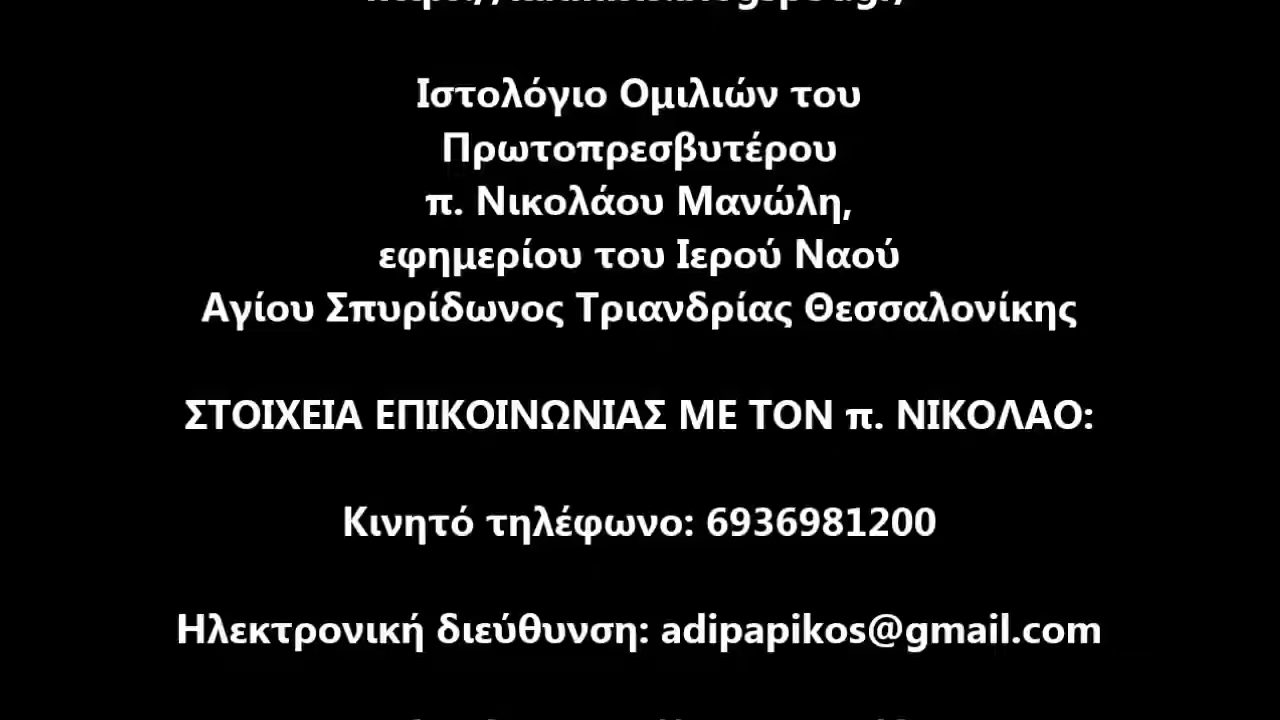 Ιστολόγιο Ομιλιών του
Πρωτοπρεσβυτέρου
π. Νικολάου Μανώλη,
εφημερίου του Ιερού Ναού
Αγίου Σπυρίδωνος Τριανδρίας Θεσσαλονίκης
ΣΤΟΙΧΕΙΑ ΕΠΙΚΟΙΝΩΝΙΑΣ ΜΕ ΤΟΝ π. ΝΙΚΟΛΑΟ:
Κινητό τηλέφωνο: 6936981200
Ηλεκτρονική διεύθυνση: adipapikos@gmail.com